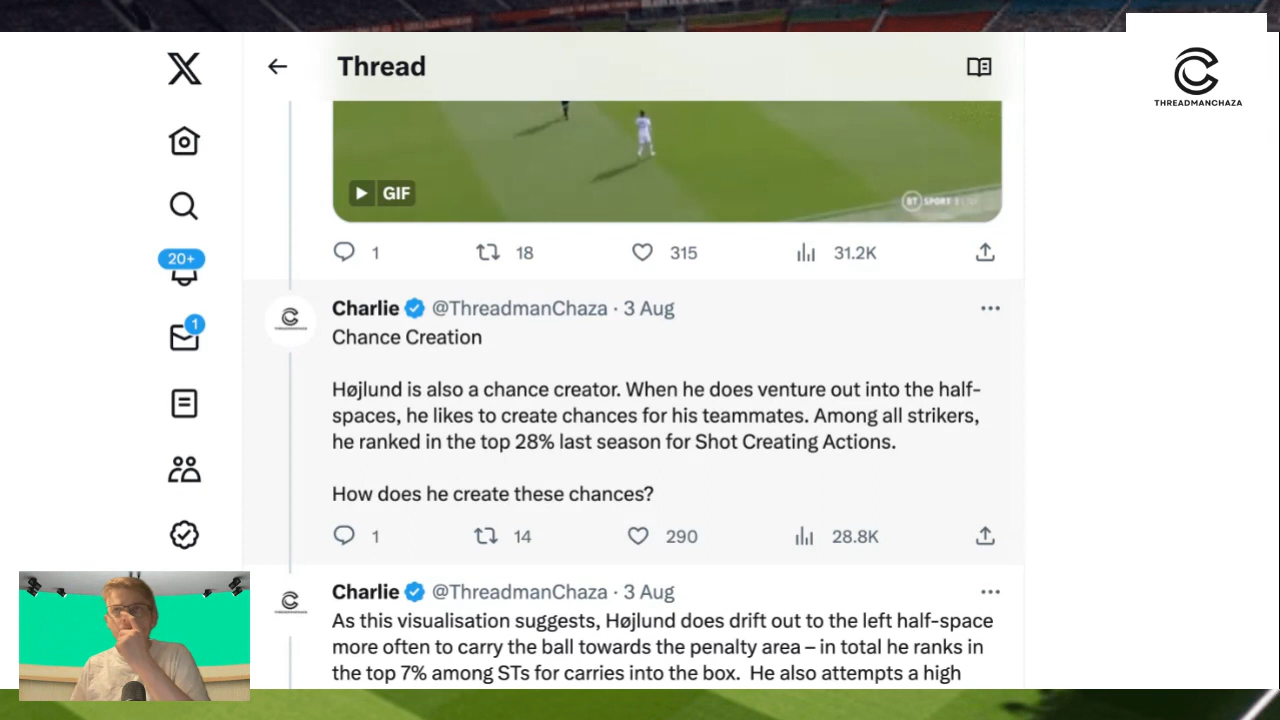 Thread
THREADMANCHAZA
GIF
BT SPORT
1 18 315 31.2K
20+
Charlie @ThreadmanChaza · 3 Aug
1
Chance Creation
Højlund is also a chance creator. When he does venture out into the half-
spaces, he likes to create chances for his teammates. Among all strikers,
he ranked in the top 28% last season for Shot Creating Actions.
How does he create these chances?
1 14 290 28.8K
Charlie @ThreadmanChaza · 3 Aug
As this visualisation suggests, Højlund does drift out to the left half-space
more often to carry the ball towards the penalty area – in total he ranks in
the top 7% among STs for carries into the box. He also attempts a high